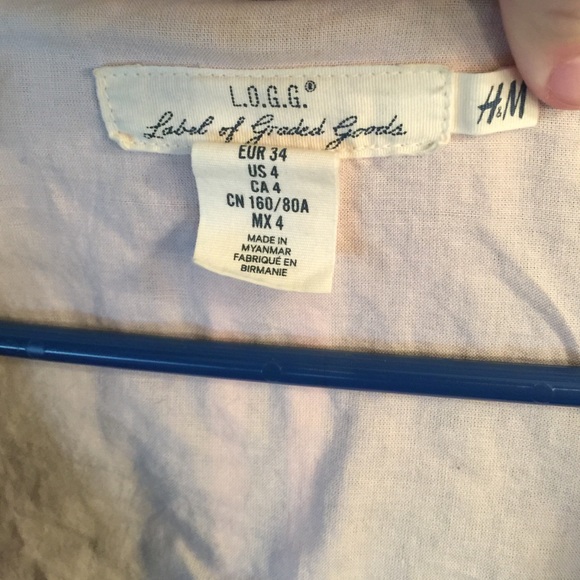 L.O.G.G.®
Label of Graded Goods
H&M
EUR 34
US 4
CA 4
CN 160/80A
MX 4
MADE IN
MYANMAR
FABRIQUÉ EN
BIRMANIE